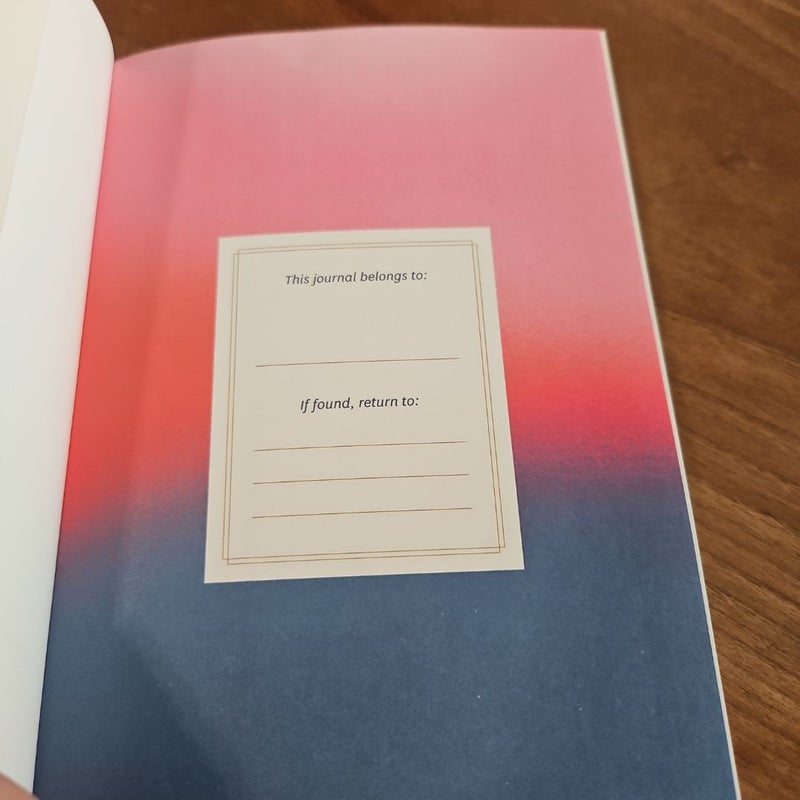 This journal belongs to:
If found, return to: